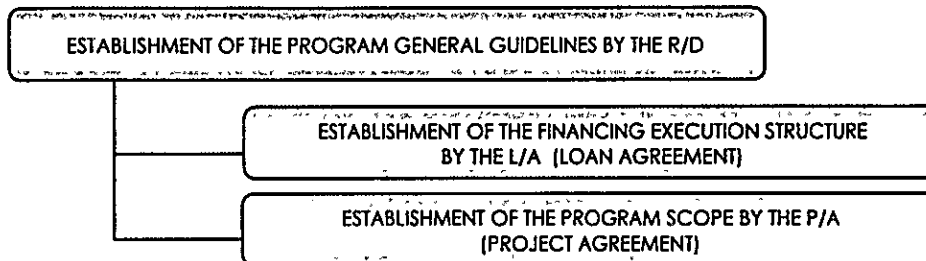 ESTABLISHMENT OF THE PROGRAM GENERAL GUIDELINES BY THE R/D
ESTABLISHMENT OF THE FINANCING EXECUTION STRUCTURE
BY THE L/A (LOAN AGREEMENT)
ESTABLISHMENT OF THE PROGRAM SCOPE BY THE P/A
(PROJECT AGREEMENT)